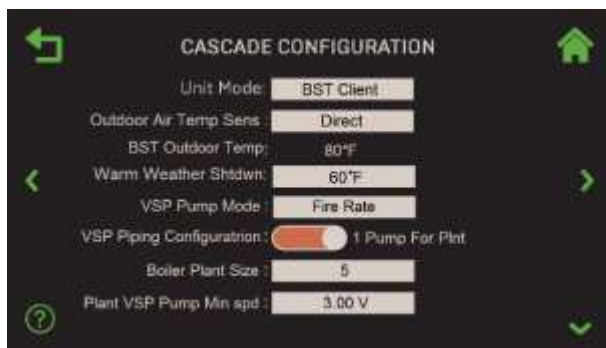 CASCADE CONFIGURATION
Unit Mode: BST Client
Outdoor Air Temp Sens : Direct
BST Outdoor Temp: 80°F
Warm Weather Shtdwn: 60°F
VSP Pump Mode : Fire Rate
VSP Piping Configuratrion : 1 Pump For Plnt
Boiler Plant Size : 5
Plant VSP Pump Min spd : 3.00 V
?